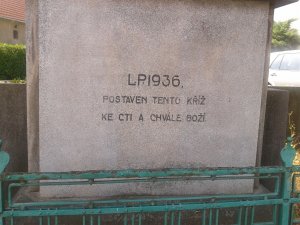 L.P.1936.
POSTAVEN TENTO KŘÍŽ
KE CTI A CHVÁLE BOŽÍ